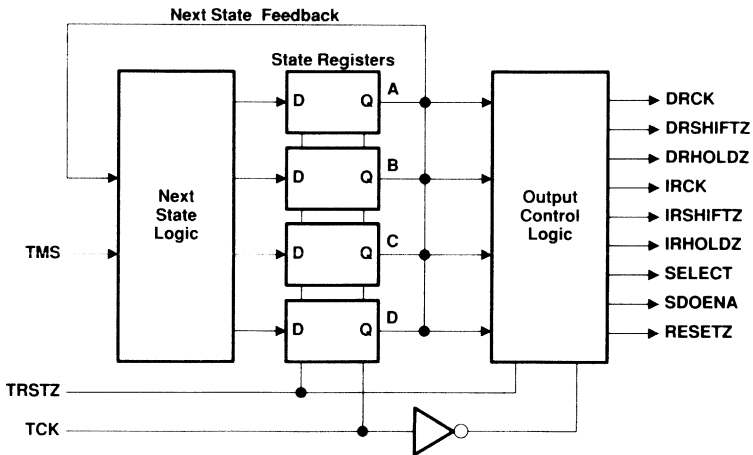 Next State Feedback
State Registers
A
D Q
B
D Q
Next
State
Logic
C
D Q
D
D Q
TMS
TRSTZ
TCK
Output
Control
Logic
DRCK
DRSHIFTZ
DRHOLDZ
IRCK
IRSHIFTZ
IRHOLDZ
SELECT
SDOENA
RESETZ